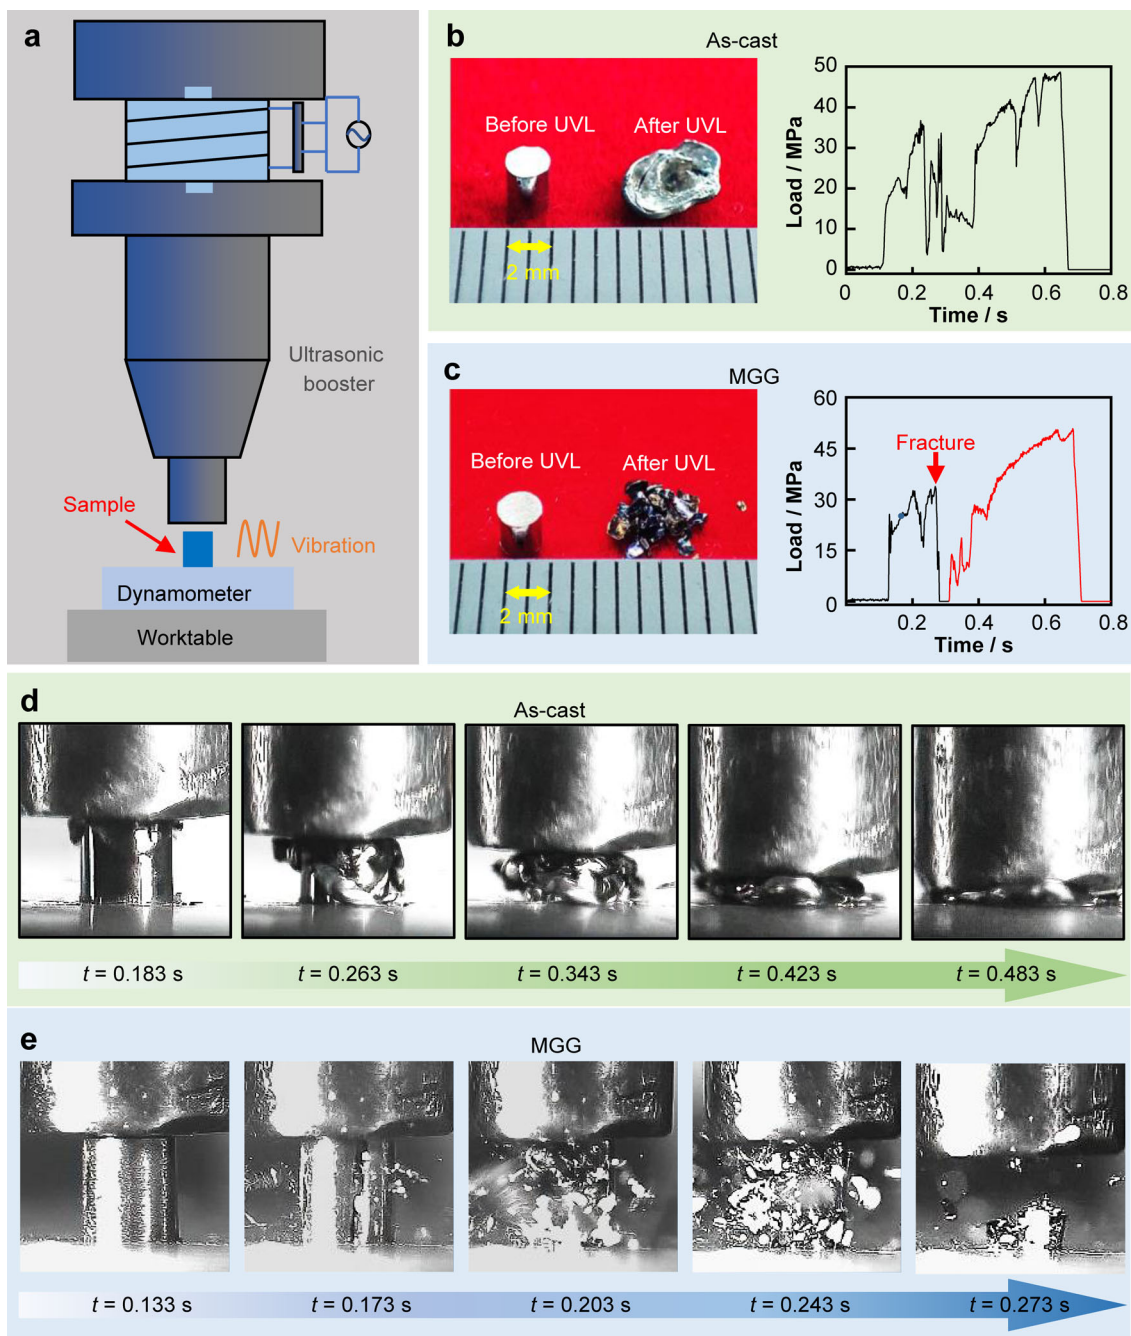 a
Ultrasonic
booster
Sample
Vibration
Dynamometer
Worktable
b
As-cast
Before UVL
After UVL
2 mm
Load / MPa
50
40
30
20
10
0
0
0.2
0.4
0.6
0.8
Time / s
c
MGG
Before UVL
After UVL
2 mm
Load / MPa
60
45
30
15
0
Fracture
0.2
0.4
0.6
0.8
Time / s
d
As-cast
t = 0.183 s
t = 0.263 s
t = 0.343 s
t = 0.423 s
t = 0.483 s
e
MGG
t = 0.133 s
t = 0.173 s
t = 0.203 s
t = 0.243 s
t = 0.273 s